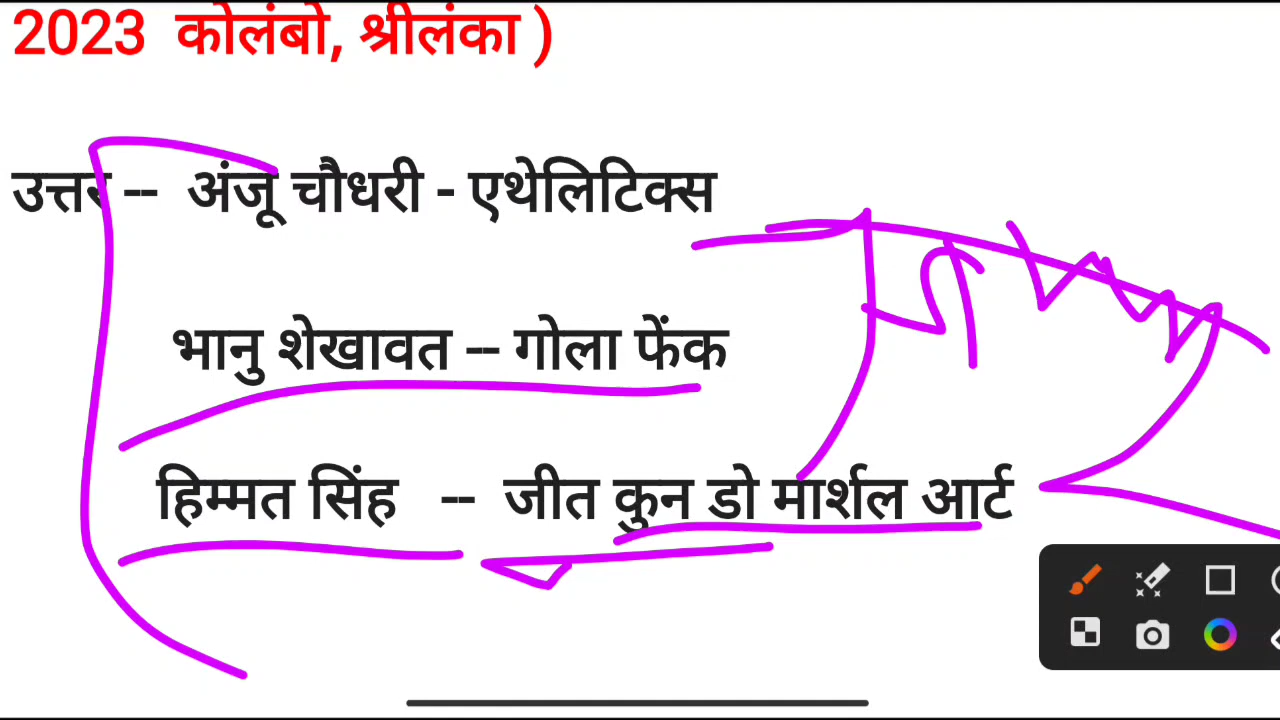 2023 कोलंबो, श्रीलंका )
उत्तर -- अंजू चौधरी - एथेलिटिक्स
भानु शेखावत -- गोला फेंक
हिम्मत सिंह -- जीत कुन डो मार्शल आर्ट